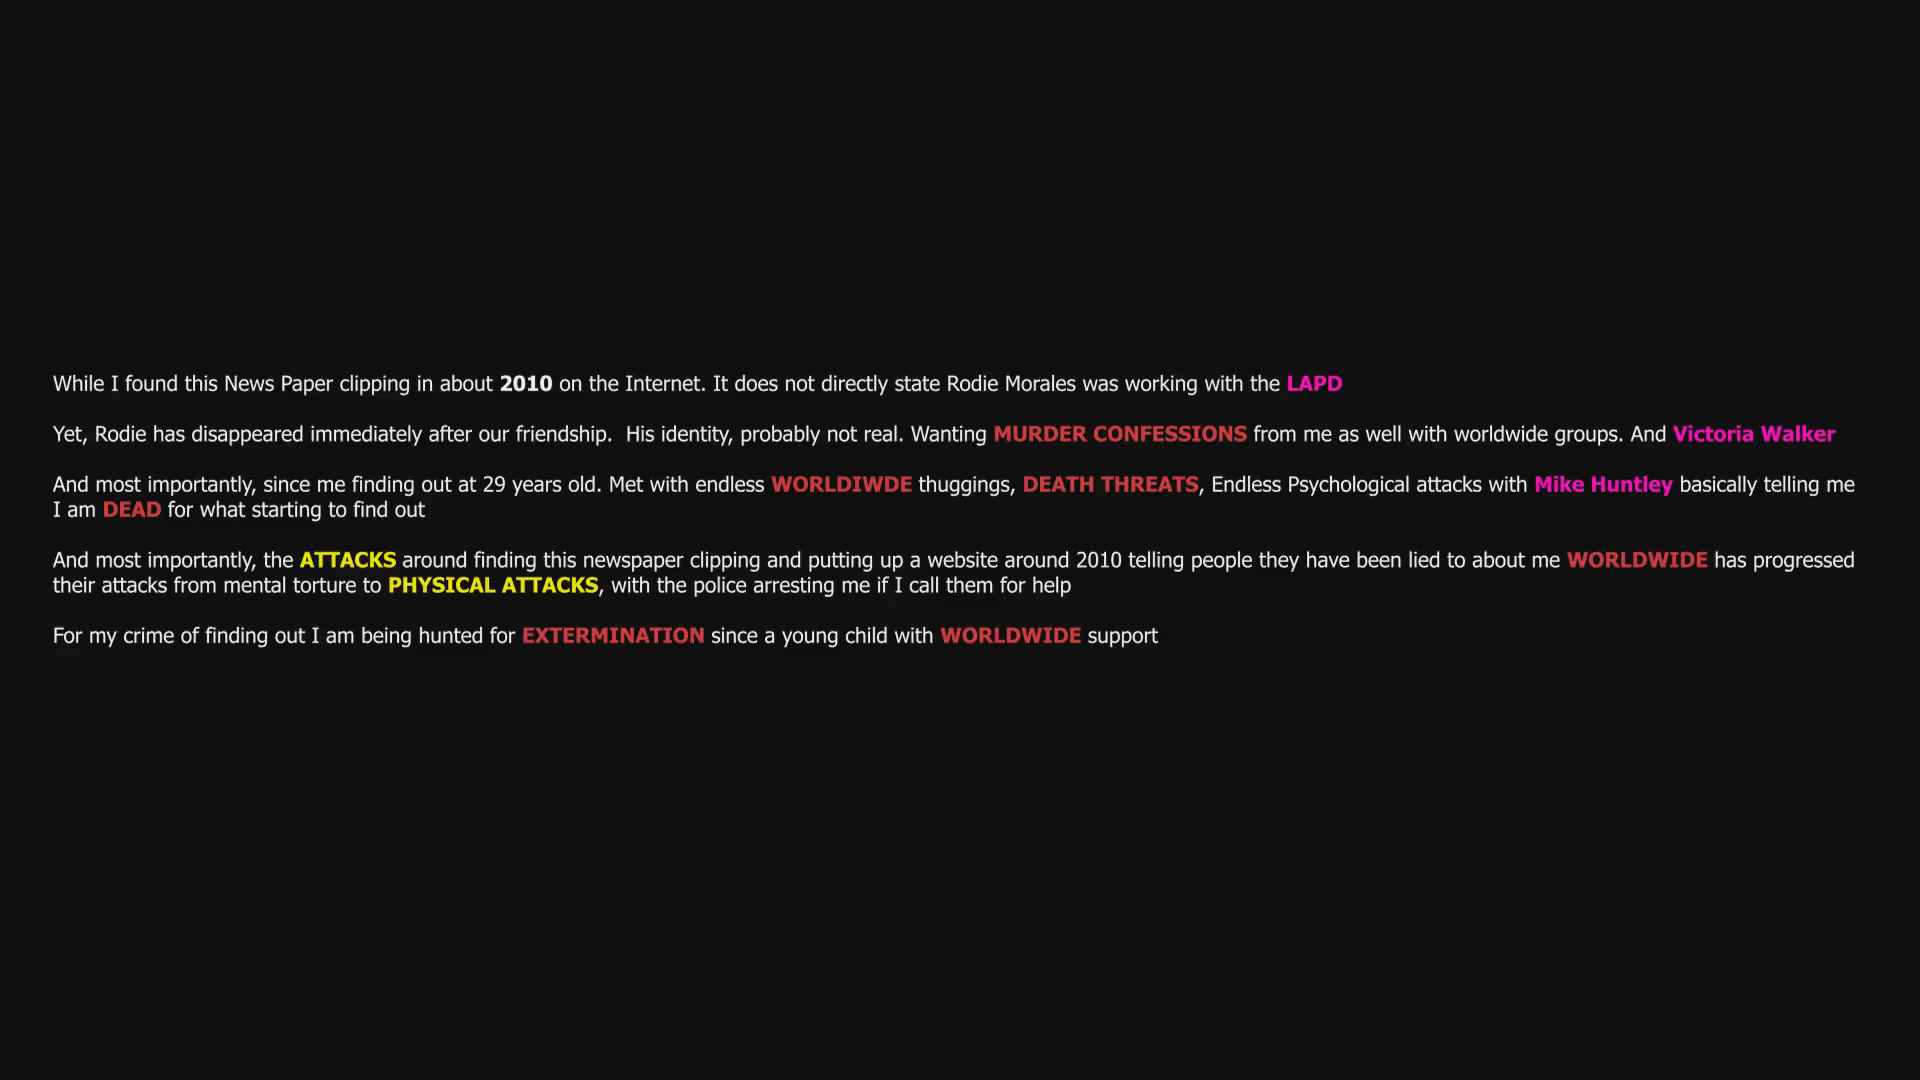 While I found this News Paper clipping in about 2010 on the Internet. It does not directly state Rodie Morales was working with the LAPD
Yet, Rodie has disappeared immediately after our friendship.  His identity, probably not real. Wanting MURDER CONFESSIONS from me as well with worldwide groups. And Victoria Walker
And most importantly, since me finding out at 29 years old. Met with endless WORLDIWDE thuggings, DEATH THREATS, Endless Psychological attacks with Mike Huntley basically telling me
I am DEAD for what starting to find out
And most importantly, the ATTACKS around finding this newspaper clipping and putting up a website around 2010 telling people they have been lied to about me WORLDWIDE has progressed
their attacks from mental torture to PHYSICAL ATTACKS, with the police arresting me if I call them for help
For my crime of finding out I am being hunted for EXTERMINATION since a young child with WORLDWIDE support